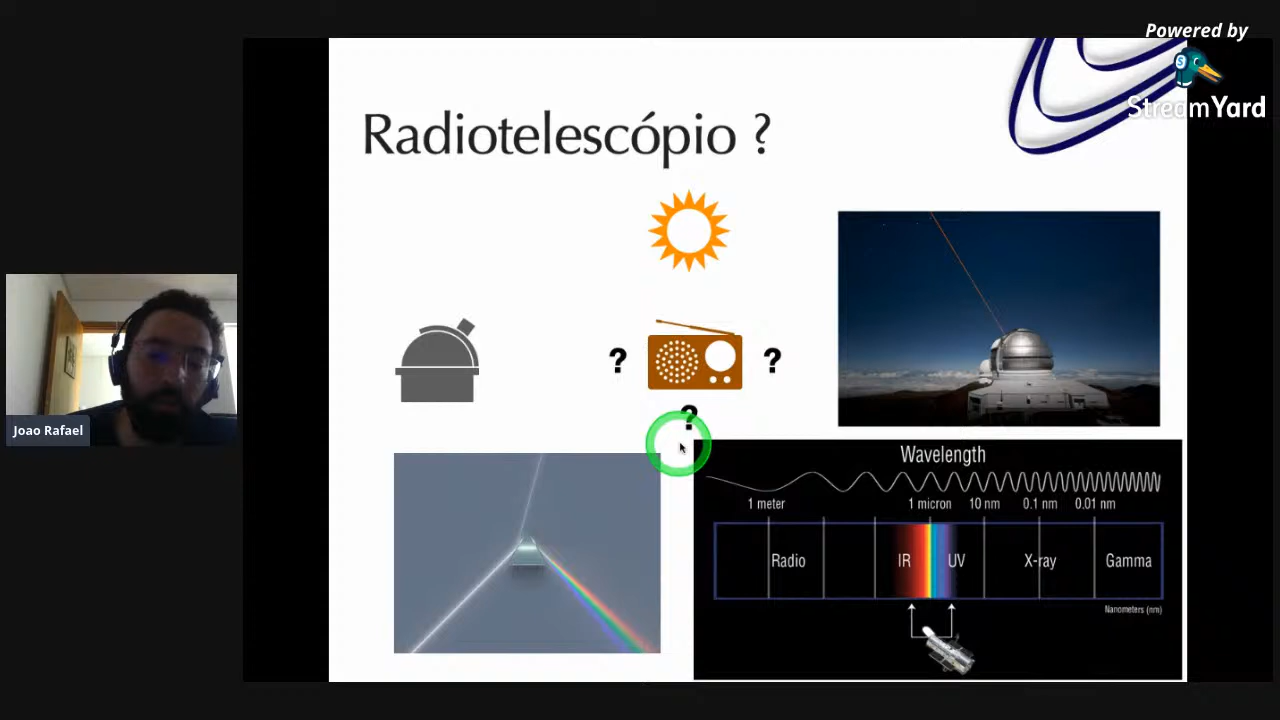 Powered by
StreamYard
Radiotelescópio ?
? ?
?
Joao Rafael
Wavelength
1 meter 1 micron 10 nm 0.1 nm 0.01 nm
Radio IR UV X-ray Gamma
Nanometers (nm)